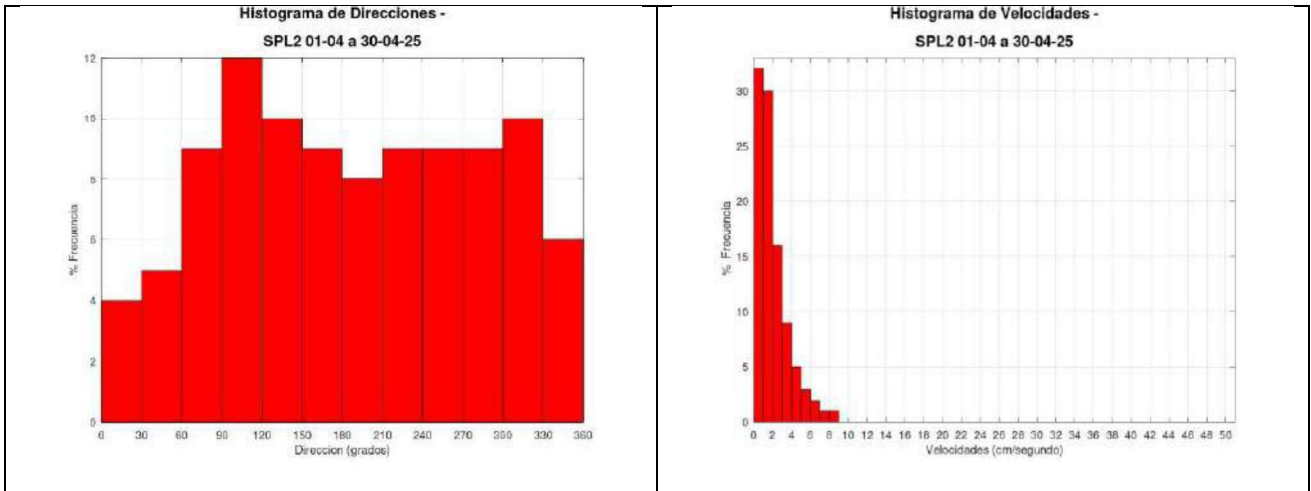 Histograma de Direcciones -
SPL2 01-04 a 30-04-25
12
10
8
6
4
2
0
% Frecuencia
0 30 60 90 120 150 180 210 240 270 300 330 360
Direccion (grados)
Histograma de Velocidades -
SPL2 01-04 a 30-04-25
30
25
20
15
10
5
0
% Frecuencia
0 2 4 6 8 10 12 14 16 18 20 22 24 26 28 30 32 34 36 38 40 42 44 46 48 50
Velocidades (cm/segundo)